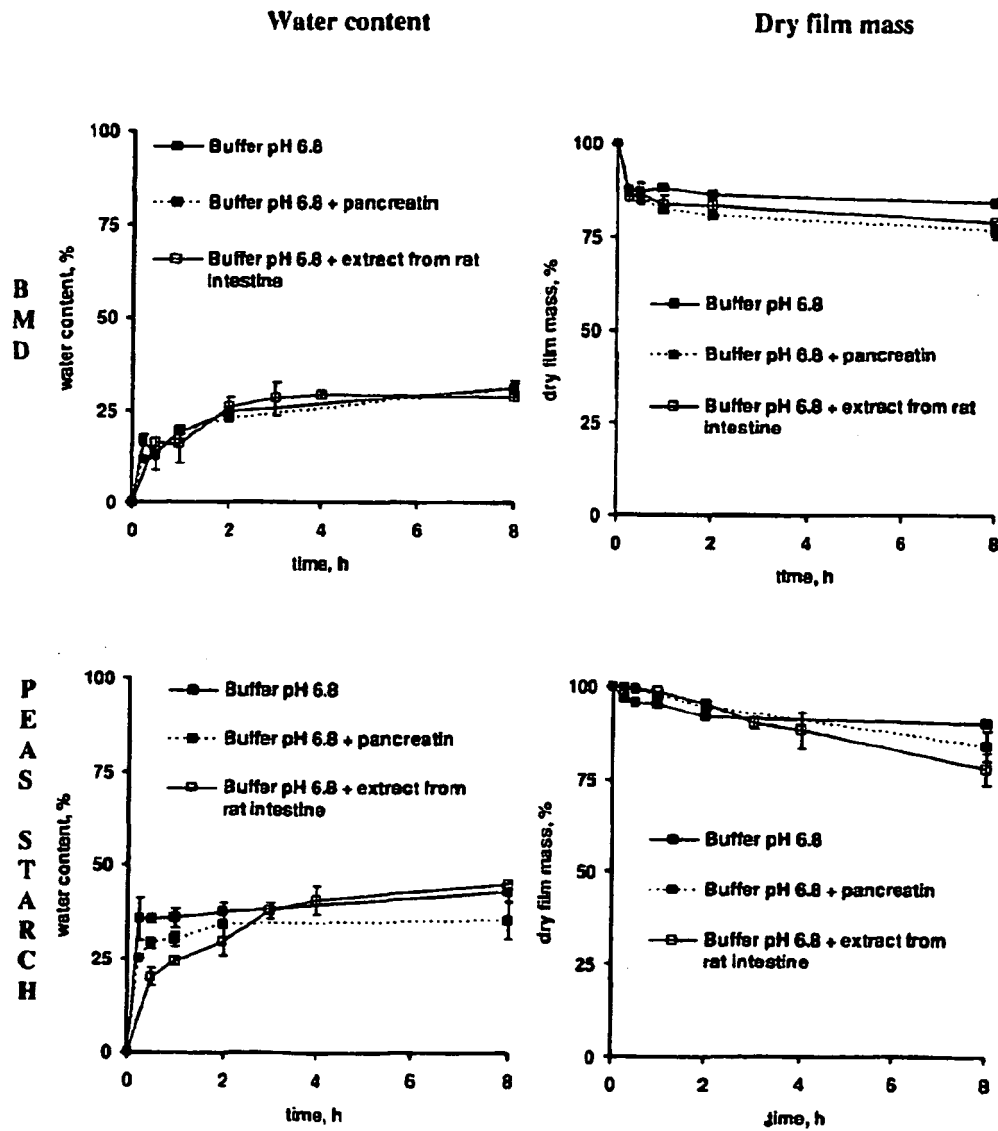 Water content
Dry film mass
B
M
D
water content, %
100
75
50
25
0
Buffer pH 6.8
Buffer pH 6.8 + pancreatin
Buffer pH 6.8 + extract from rat
intestine
0 2 4 6 8
time, h
dry film mass, %
100
75
50
25
0
Buffer pH 6.8
Buffer pH 6.8 + pancreatin
Buffer pH 6.8 + extract from rat
intestine
0 2 4 6 8
time, h
P
E
A
S
S
T
A
R
C
H
water content, %
100
75
50
25
0
Buffer pH 6.8
Buffer pH 6.8 + pancreatin
Buffer pH 6.8 + extract from
rat intestine
0 2 4 6 8
time, h
dry film mass, %
100
75
50
25
0
Buffer pH 6.8
Buffer pH 6.8 + pancreatin
Buffer pH 6.8 + extract from
rat intestine
0 2 4 6 8
time, h